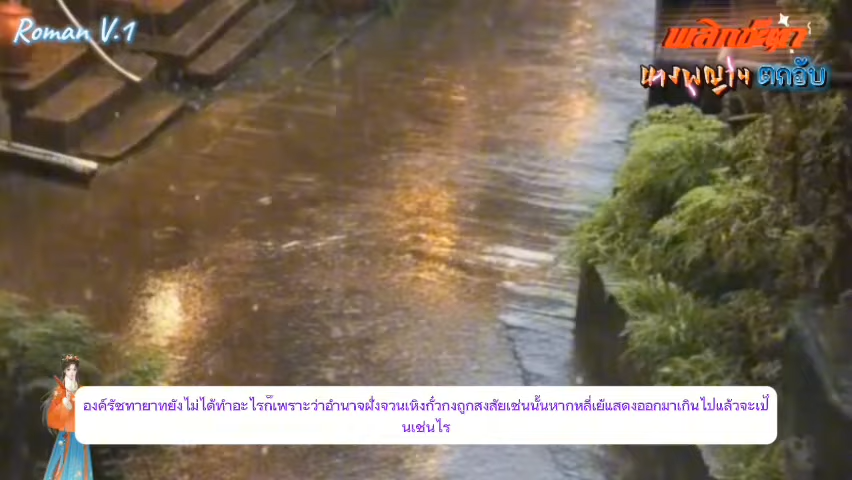 Roman V.1
พลิกชะตา
นางพญางูตกอับ
องค์รัชทายาทยังไม่ได้ทำอะไรก็เพราะว่าอำนาจฝั่งจวนเหิงกั๋วกงถูกสงสัยเช่นนั้นหากหลี่เย้แสดงออกมาเกินไปแล้วจะเป็
นเช่นไร